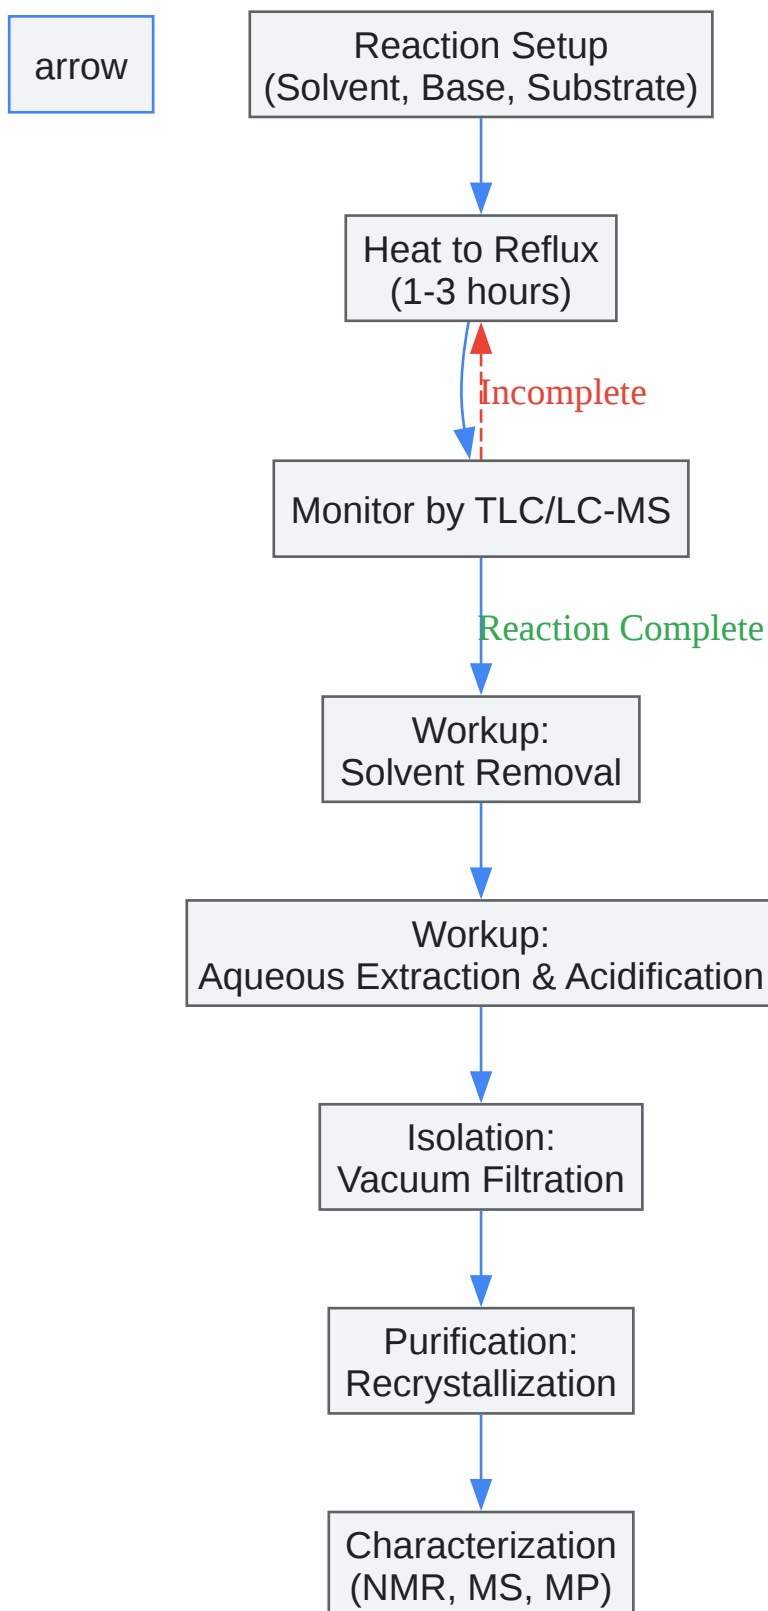 arrow
Reaction Setup
(Solvent, Base, Substrate)
Heat to Reflux
(1-3 hours)
Incomplete
Monitor by TLC/LC-MS
Reaction Complete
Workup:
Solvent Removal
Workup:
Aqueous Extraction & Acidification
Isolation:
Vacuum Filtration
Purification:
Recrystallization
Characterization
(NMR, MS, MP)